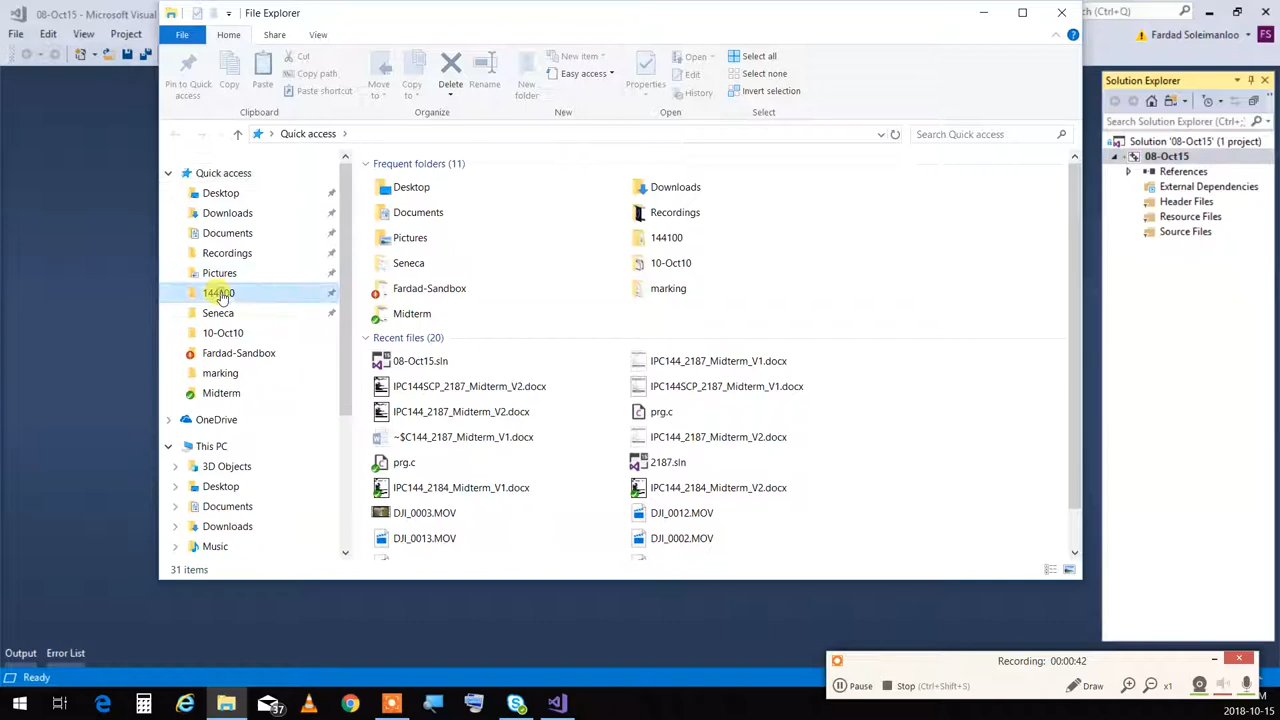 08-Oct15 - Microsoft Visual
File Explorer
File Edit View Project
File Home Share View
Fardad Soleimanloo FS
Pin to Quick access
Copy
Paste
Cut
Copy path
Paste shortcut
Clipboard
Move to
Copy to
Delete
Rename
Organize
New folder
New item
Easy access
New
Properties
Open
Edit
History
Open
Select all
Select none
Invert selection
Select
Quick access
Search Quick access
Quick access
Desktop
Downloads
Documents
Recordings
Pictures
144100
Seneca
10-Oct10
Fardad-Sandbox
marking
Midterm
OneDrive
This PC
3D Objects
Desktop
Documents
Downloads
Music
Frequent folders (11)
Desktop Downloads
Documents Recordings
Pictures 144100
Seneca 10-Oct10
Fardad-Sandbox marking
Midterm
Recent files (20)
08-Oct15.sln IPC144_2187_Midterm_V1.docx
IPC144SCP_2187_Midterm_V2.docx IPC144SCP_2187_Midterm_V1.docx
IPC144_2187_Midterm_V2.docx prg.c
~$C144_2187_Midterm_V1.docx IPC144_2187_Midterm_V2.docx
prg.c 2187.sln
IPC144_2184_Midterm_V1.docx IPC144_2184_Midterm_V2.docx
DJI_0003.MOV DJI_0012.MOV
DJI_0013.MOV DJI_0002.MOV
31 items
Solution Explorer
Search Solution Explorer (Ctrl+;)
Solution '08-Oct15' (1 project)
08-Oct15
References
External Dependencies
Header Files
Resource Files
Source Files
Output Error List
Ready
Recording: 00:00:42
Pause Stop (Ctrl+Shift+S) Draw x1
37
2018-10-15